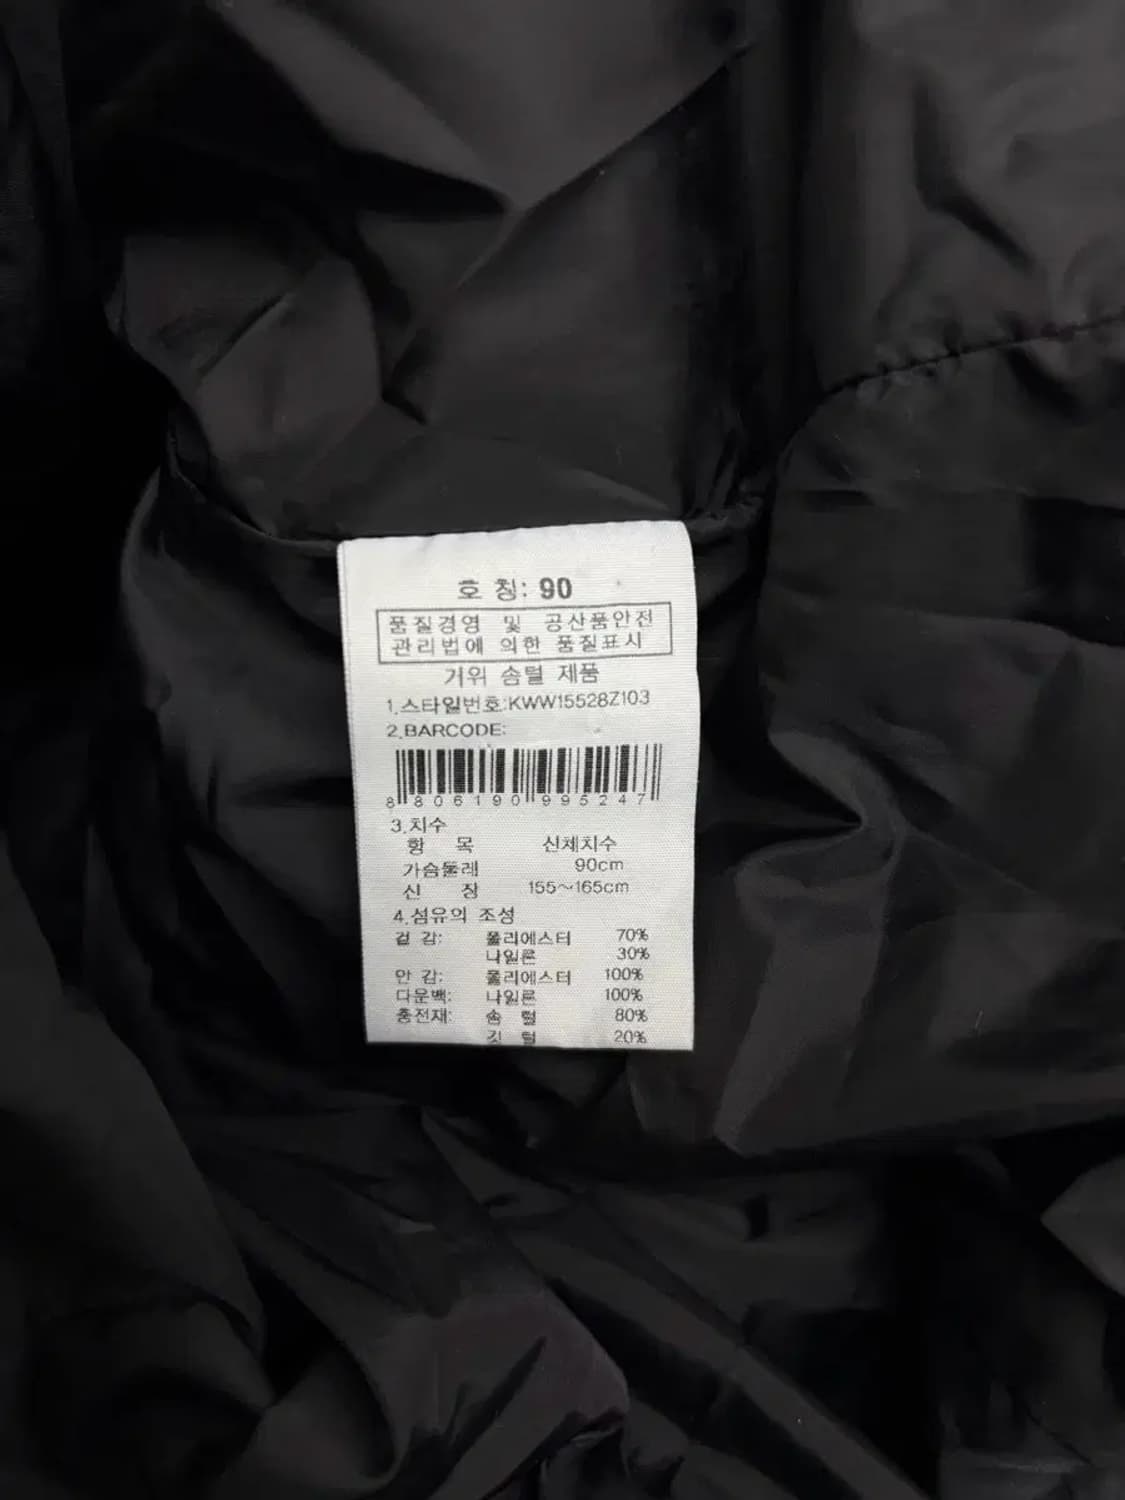 호 칭: 90
품질경영 및 공산품안전
관리법에 의한 품질표시
거위 솜털 제품
1.스타일번호:KWW15528Z103
2.BARCODE:
8 806190 995247
3.치수
항 목 신체치수
가슴둘레 90cm
신 장 155~165cm
4.섬유의 조성
겉 감: 폴리에스터 70%
나일론 30%
안 감: 폴리에스터 100%
다운백: 나일론 100%
충전재: 솜 털 80%
깃 털 20%